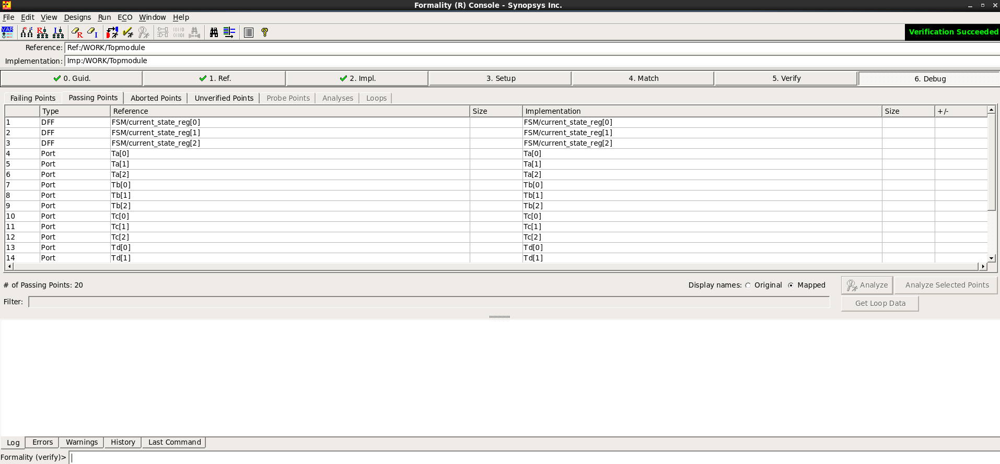 Formality (R) Console - Synopsys Inc.
File Edit View Designs Run ECO Window Help
VAR R I R I R I Verification Succeeded
Reference: Ref:/WORK/Topmodule
Implementation: Imp:/WORK/Topmodule
0. Guid. 1. Ref. 2. Impl. 3. Setup 4. Match 5. Verify 6. Debug
Failing Points Passing Points Aborted Points Unverified Points Probe Points Analyses Loops
Type Reference Size Implementation Size +/-
1 DFF FSM/current_state_reg[0] FSM/current_state_reg[0]
2 DFF FSM/current_state_reg[1] FSM/current_state_reg[1]
3 DFF FSM/current_state_reg[2] FSM/current_state_reg[2]
4 Port Ta[0] Ta[0]
5 Port Ta[1] Ta[1]
6 Port Ta[2] Ta[2]
7 Port Tb[0] Tb[0]
8 Port Tb[1] Tb[1]
9 Port Tb[2] Tb[2]
10 Port Tc[0] Tc[0]
11 Port Tc[1] Tc[1]
12 Port Tc[2] Tc[2]
13 Port Td[0] Td[0]
14 Port Td[1] Td[1]
# of Passing Points: 20 Display names: Original Mapped Analyze Analyze Selected Points
Filter: Get Loop Data
Log Errors Warnings History Last Command
Formality (verify)>